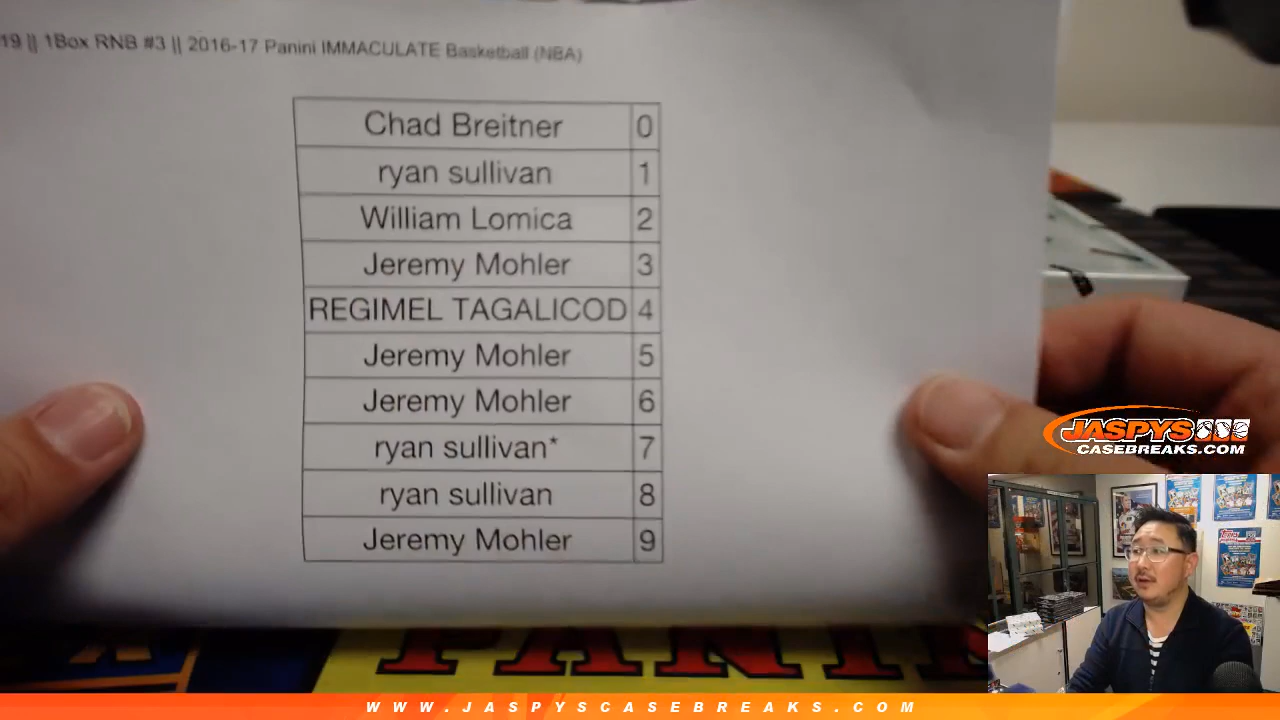 19 || 1Box RNB #3 || 2016-17 Panini IMMACULATE Basketball (NBA)
Chad Breitner 0
ryan sullivan 1
William Lomica 2
Jeremy Mohler 3
REGIMEL TAGALICOD 4
Jeremy Mohler 5
Jeremy Mohler 6
ryan sullivan* 7
ryan sullivan 8
Jeremy Mohler 9
JASPYS
CASEBREAKS.COM
PANINI
WWW.JASPYSCASEBREAKS.COM